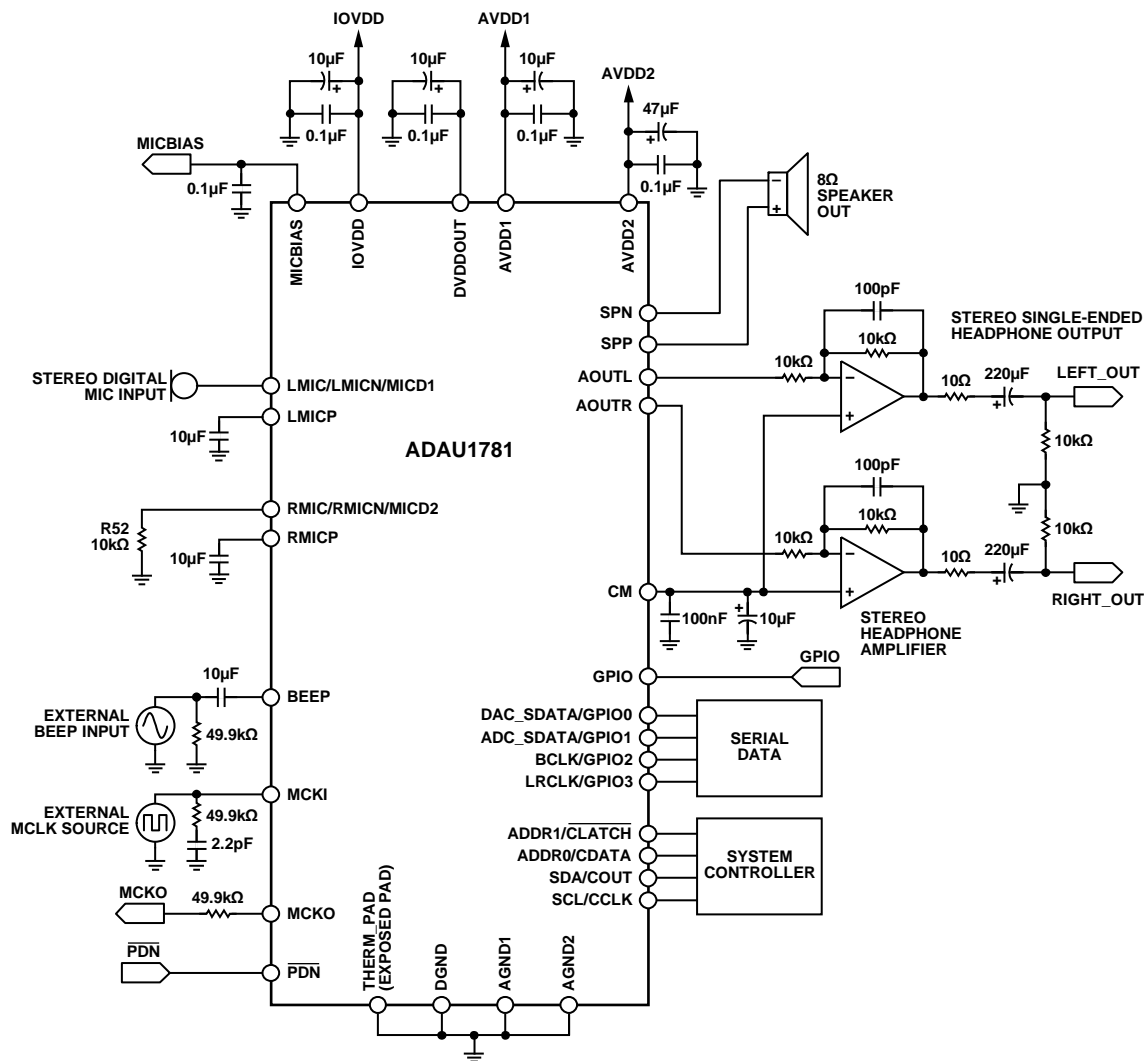 IOVDD
AVDD1
10µF
10µF
10µF
AVDD2
47µF
0.1µF
0.1µF
0.1µF
0.1µF
MICBIAS
0.1µF
8Ω
SPEAKER
OUT
−
+
MICBIAS
IOVDD
DVDDOUT
AVDD1
AVDD2
SPN
SPP
AOUTL
AOUTR
100pF
10kΩ
10kΩ
STEREO SINGLE-ENDED
HEADPHONE OUTPUT
10Ω
220µF
LEFT_OUT
10kΩ
STEREO DIGITAL
MIC INPUT
LMIC/LMICN/MICD1
LMICP
10µF
ADAU1781
R52
10kΩ
RMIC/RMICN/MICD2
RMICP
10µF
100pF
10kΩ
10kΩ
10kΩ
10Ω
220µF
RIGHT_OUT
CM
100nF
10µF
STEREO
HEADPHONE
AMPLIFIER
GPIO
GPIO
EXTERNAL
BEEP INPUT
10µF
49.9kΩ
BEEP
DAC_SDATA/GPIO0
ADC_SDATA/GPIO1
BCLK/GPIO2
LRCLK/GPIO3
SERIAL
DATA
EXTERNAL
MCLK SOURCE
49.9kΩ
2.2pF
MCKI
ADDR1/CLATCH
ADDR0/CDATA
SDA/COUT
SCL/CCLK
SYSTEM
CONTROLLER
MCKO
49.9kΩ
MCKO
PDN
PDN
THERM_PAD
(EXPOSED PAD)
DGND
AGND1
AGND2